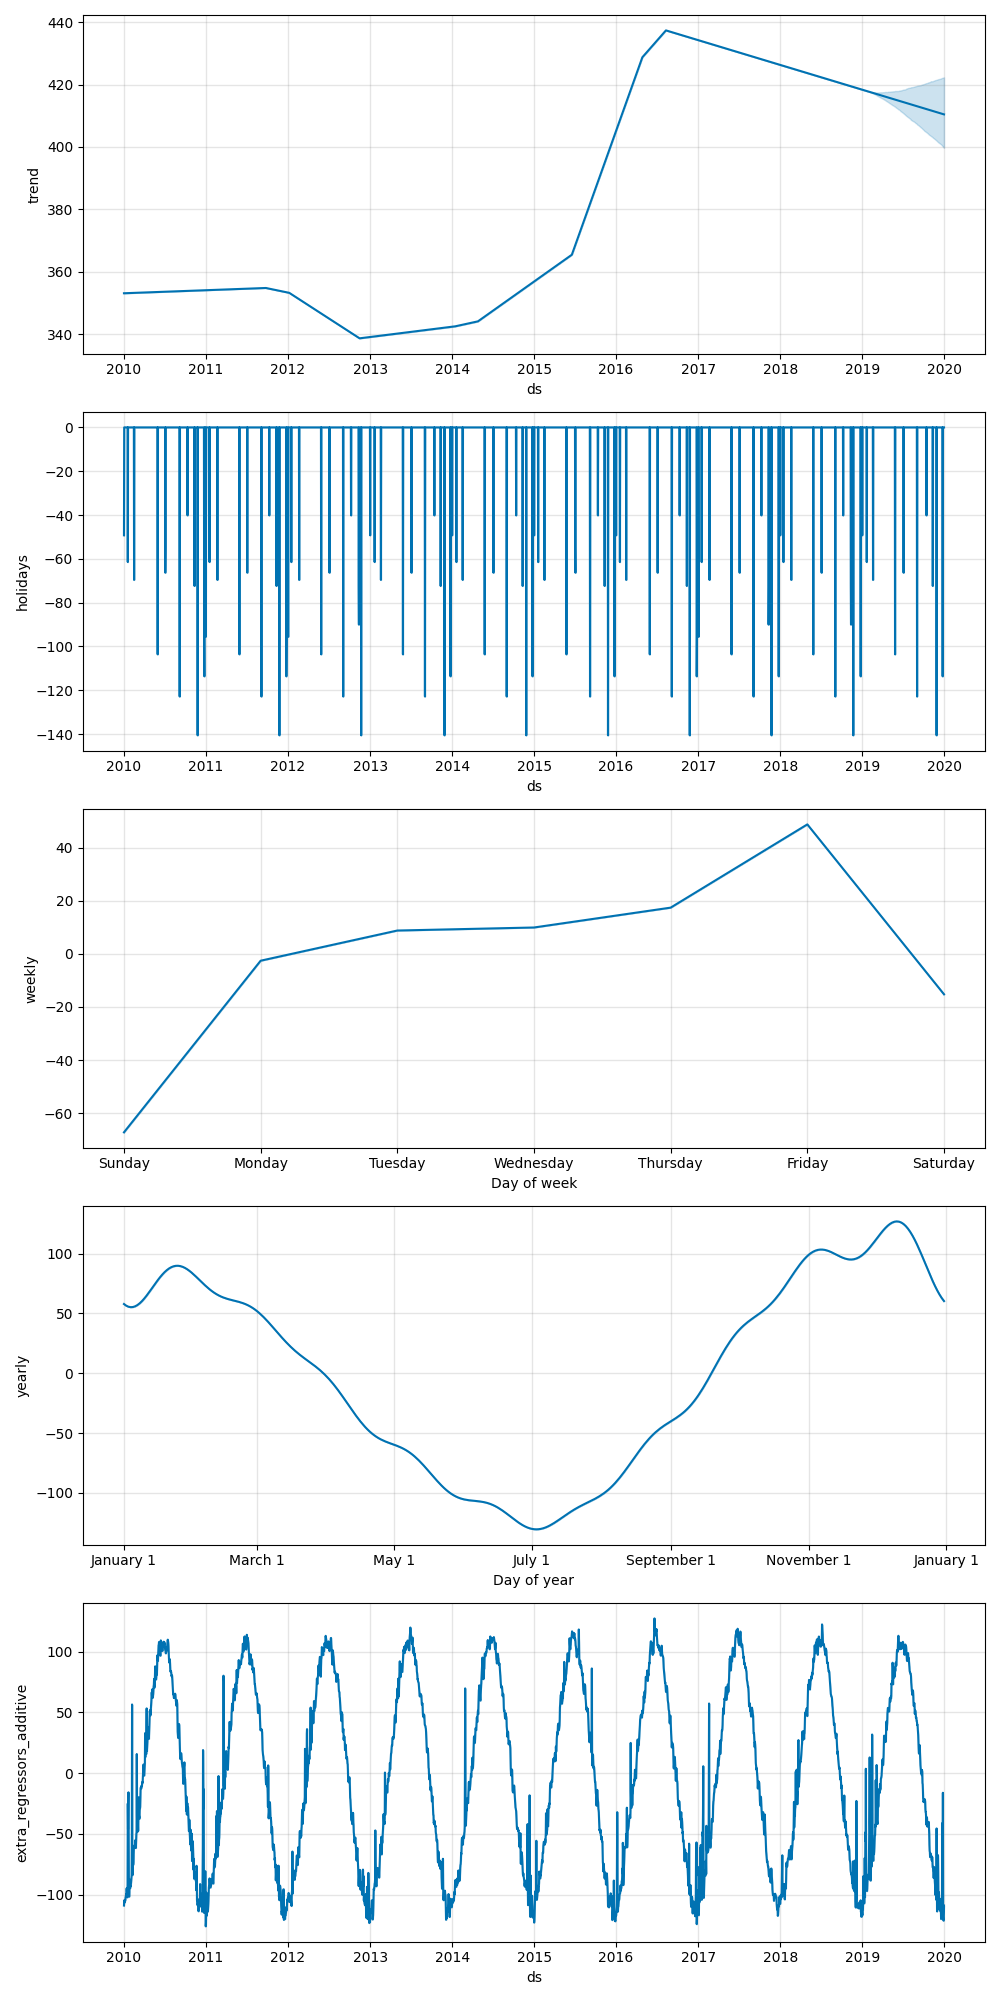 440
420
400
380
360
340
trend
2010 2011 2012 2013 2014 2015 2016 2017 2018 2019 2020
ds
0
−20
−40
−60
−80
−100
−120
−140
holidays
2010 2011 2012 2013 2014 2015 2016 2017 2018 2019 2020
ds
40
20
0
−20
−40
−60
weekly
Sunday Monday Tuesday Wednesday Thursday Friday Saturday
Day of week
100
50
0
−50
−100
yearly
January 1 March 1 May 1 July 1 September 1 November 1 January 1
Day of year
100
50
0
−50
−100
extra_regressors_additive
2010 2011 2012 2013 2014 2015 2016 2017 2018 2019 2020
ds